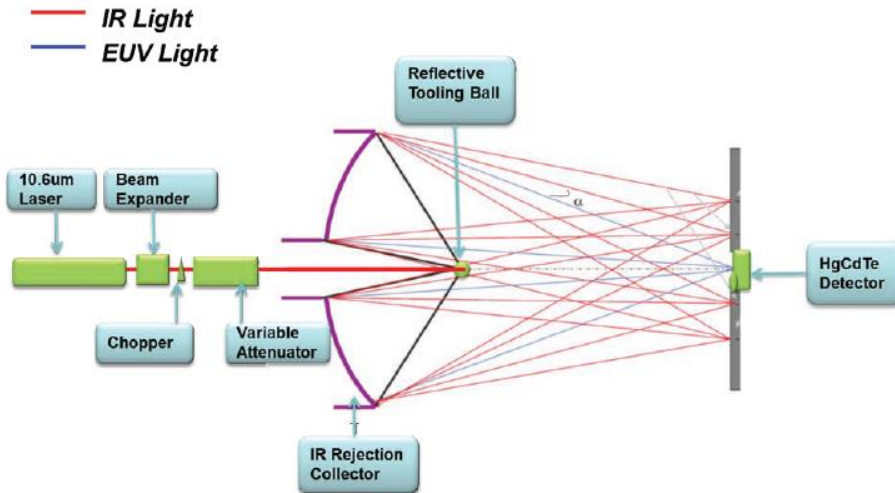 IR Light
EUV Light
Reflective
Tooling Ball
10.6um
Laser
Beam
Expander
α
HgCdTe
Detector
Chopper
Variable
Attenuator
IR Rejection
Collector